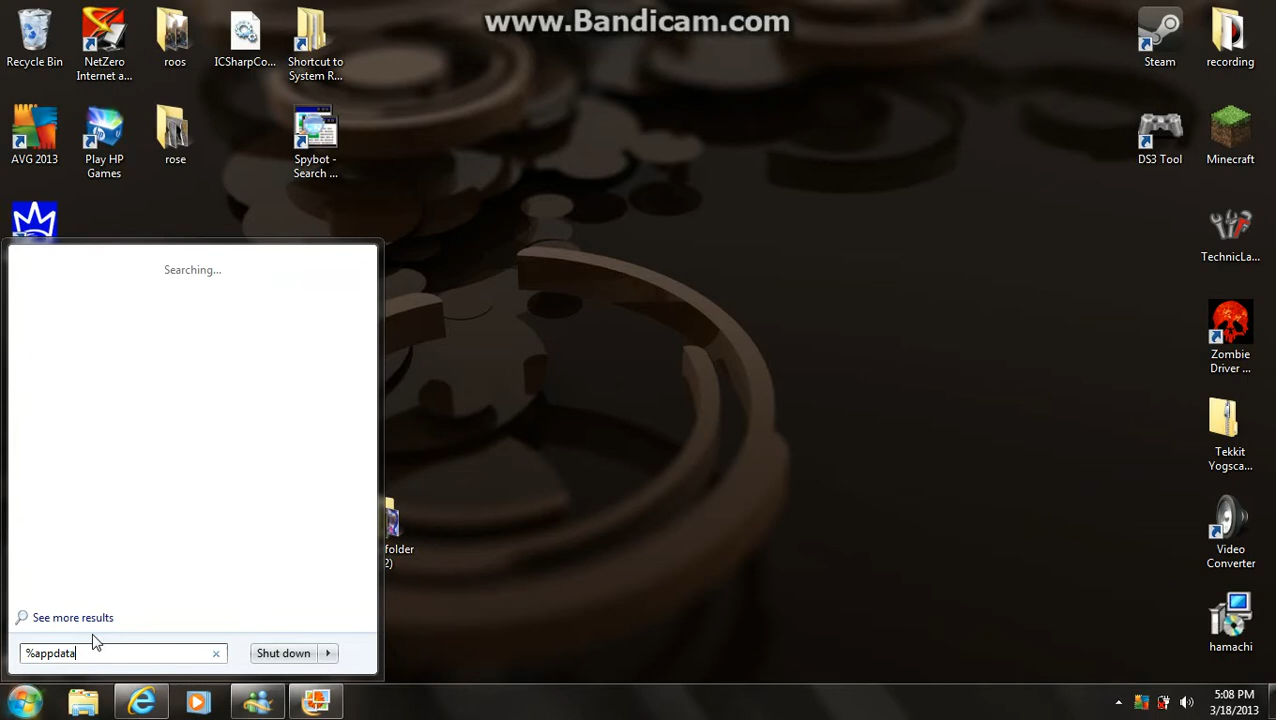 www.Bandicam.com
Recycle Bin
NetZero
Internet a...
roos
ICSharpCo...
Shortcut to
System R...
Steam
recording
AVG 2013
Play HP
Games
rose
Spybot -
Search ...
DS3 Tool
Minecraft
TechnicLa...
Searching...
Zombie
Driver ...
Tekkit
Yogsca...
folder
2)
Video
Converter
See more results
%appdata
Shut down
hamachi
5:08 PM
3/18/2013